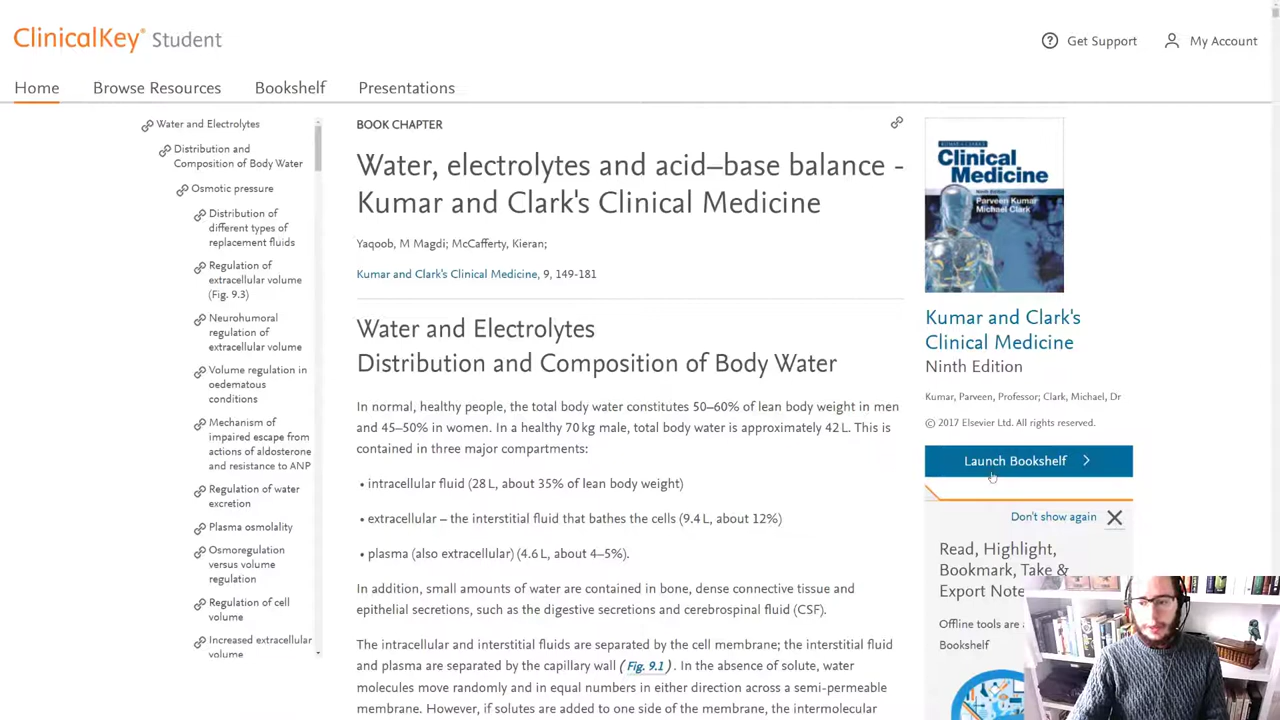 ClinicalKey® Student
Get Support
My Account
Home
Browse Resources
Bookshelf
Presentations
Water and Electrolytes
Distribution and
Composition of Body Water
Osmotic pressure
Distribution of
different types of
replacement fluids
Regulation of
extracellular volume
(Fig. 9.3)
Neurohumoral
regulation of
extracellular volume
Volume regulation in
oedematous
conditions
Mechanism of
impaired escape from
actions of aldosterone
and resistance to ANP
Regulation of water
excretion
Plasma osmolality
Osmoregulation
versus volume
regulation
Regulation of cell
volume
Increased extracellular
volume
BOOK CHAPTER
Water, electrolytes and acid–base balance -
Kumar and Clark's Clinical Medicine
Yaqoob, M Magdi; McCafferty, Kieran;
Kumar and Clark's Clinical Medicine, 9, 149-181
Water and Electrolytes
Distribution and Composition of Body Water
In normal, healthy people, the total body water constitutes 50–60% of lean body weight in men
and 45–50% in women. In a healthy 70 kg male, total body water is approximately 42 L. This is
contained in three major compartments:
• intracellular fluid (28 L, about 35% of lean body weight)
• extracellular – the interstitial fluid that bathes the cells (9.4 L, about 12%)
• plasma (also extracellular) (4.6 L, about 4–5%).
In addition, small amounts of water are contained in bone, dense connective tissue and
epithelial secretions, such as the digestive secretions and cerebrospinal fluid (CSF).
The intracellular and interstitial fluids are separated by the cell membrane; the interstitial fluid
and plasma are separated by the capillary wall (Fig. 9.1). In the absence of solute, water
molecules move randomly and in equal numbers in either direction across a semi-permeable
membrane. However, if solutes are added to one side of the membrane, the intermolecular
KUMAR AND CLARK'S
Clinical
Medicine
Parveen Kumar
Michael Clark
Kumar and Clark's
Clinical Medicine
Ninth Edition
Kumar, Parveen, Professor; Clark, Michael, Dr
© 2017 Elsevier Ltd. All rights reserved.
Launch Bookshelf
Don't show again
Read, Highlight,
Bookmark, Take &
Export Note
Offline tools are
Bookshelf